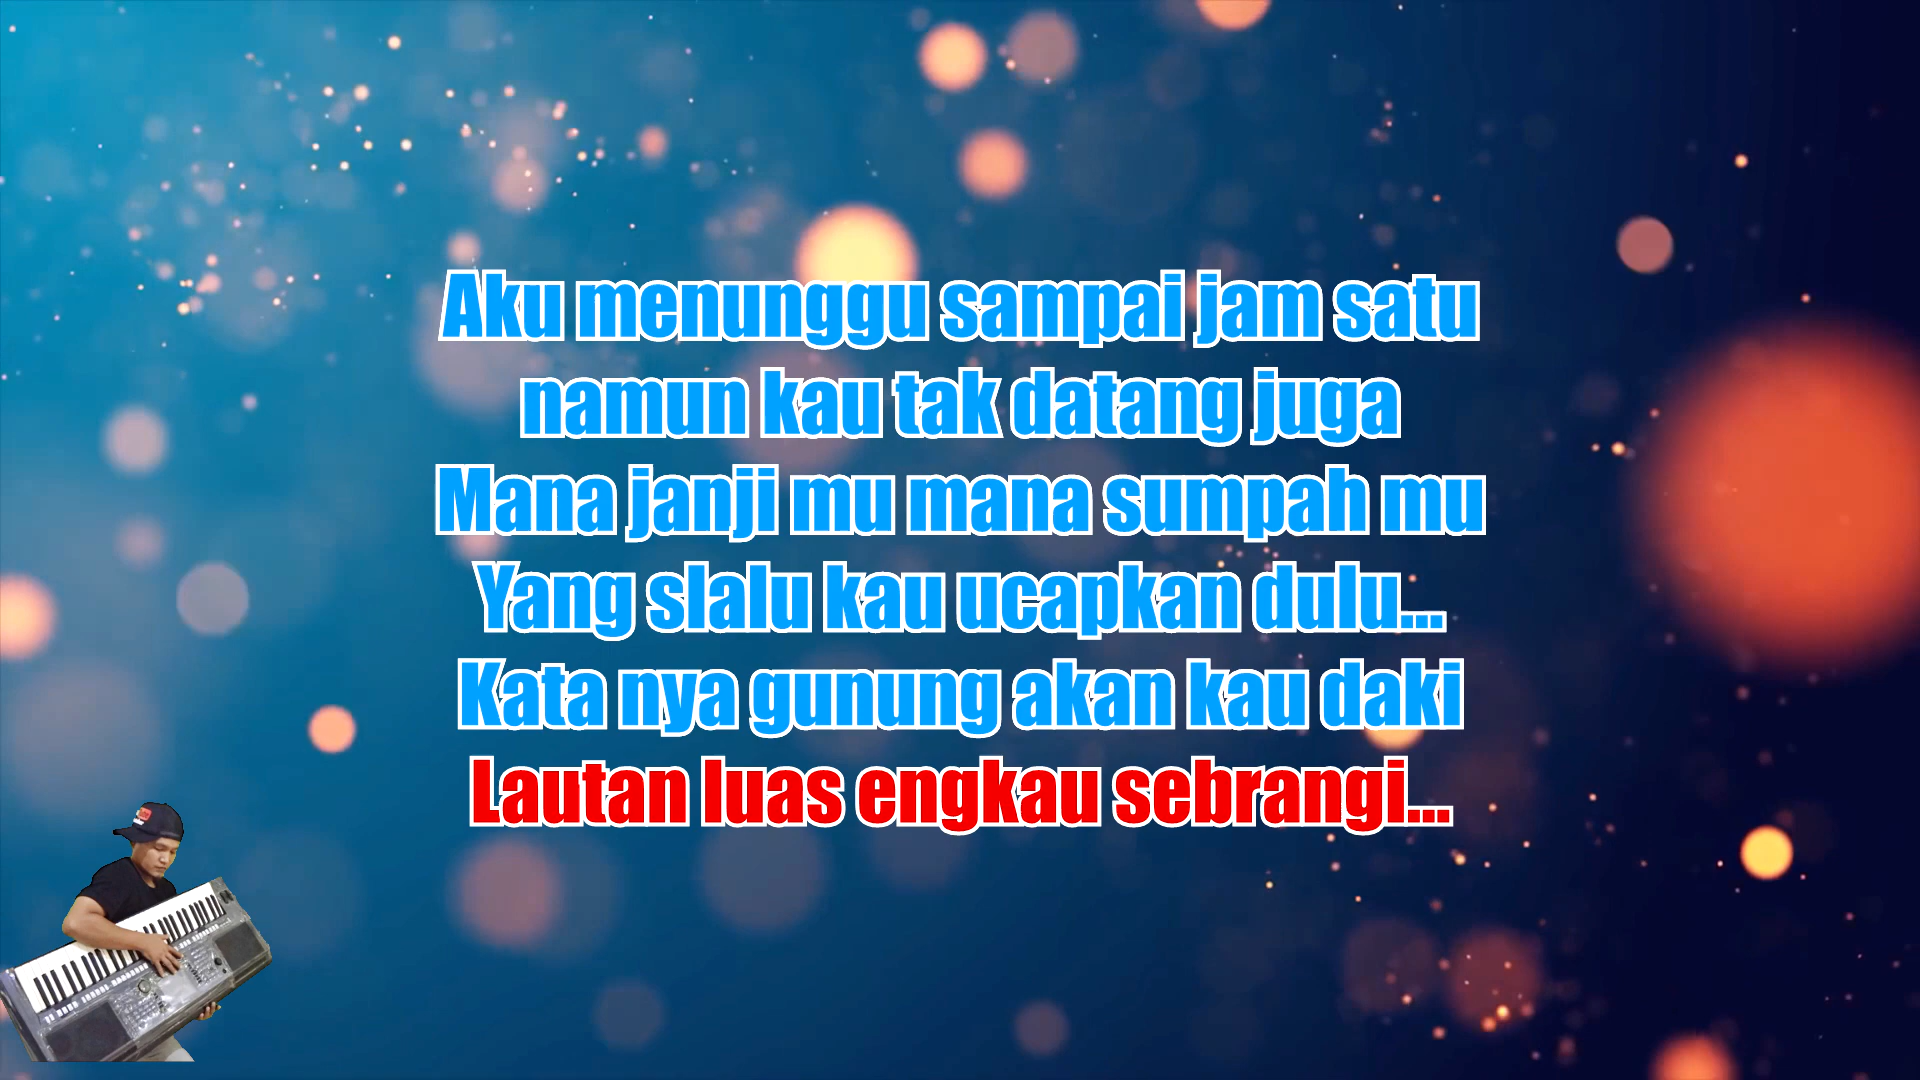 Aku menunggu sampai jam satu
namun kau tak datang juga
Mana janji mu mana sumpah mu
Yang slalu kau ucapkan dulu...
Kata nya gunung akan kau daki
Lautan luas engkau sebrangi...